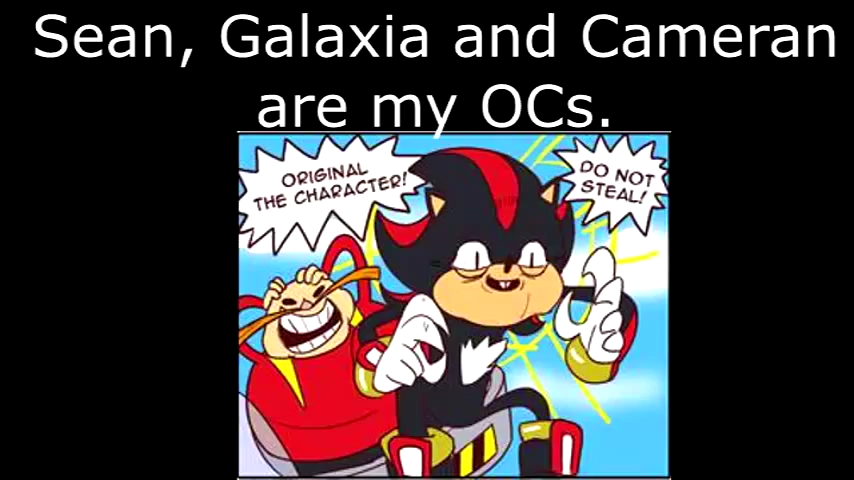 Sean, Galaxia and Cameran
are my OCs.
ORIGINAL
THE CHARACTER!
DO NOT
STEAL!